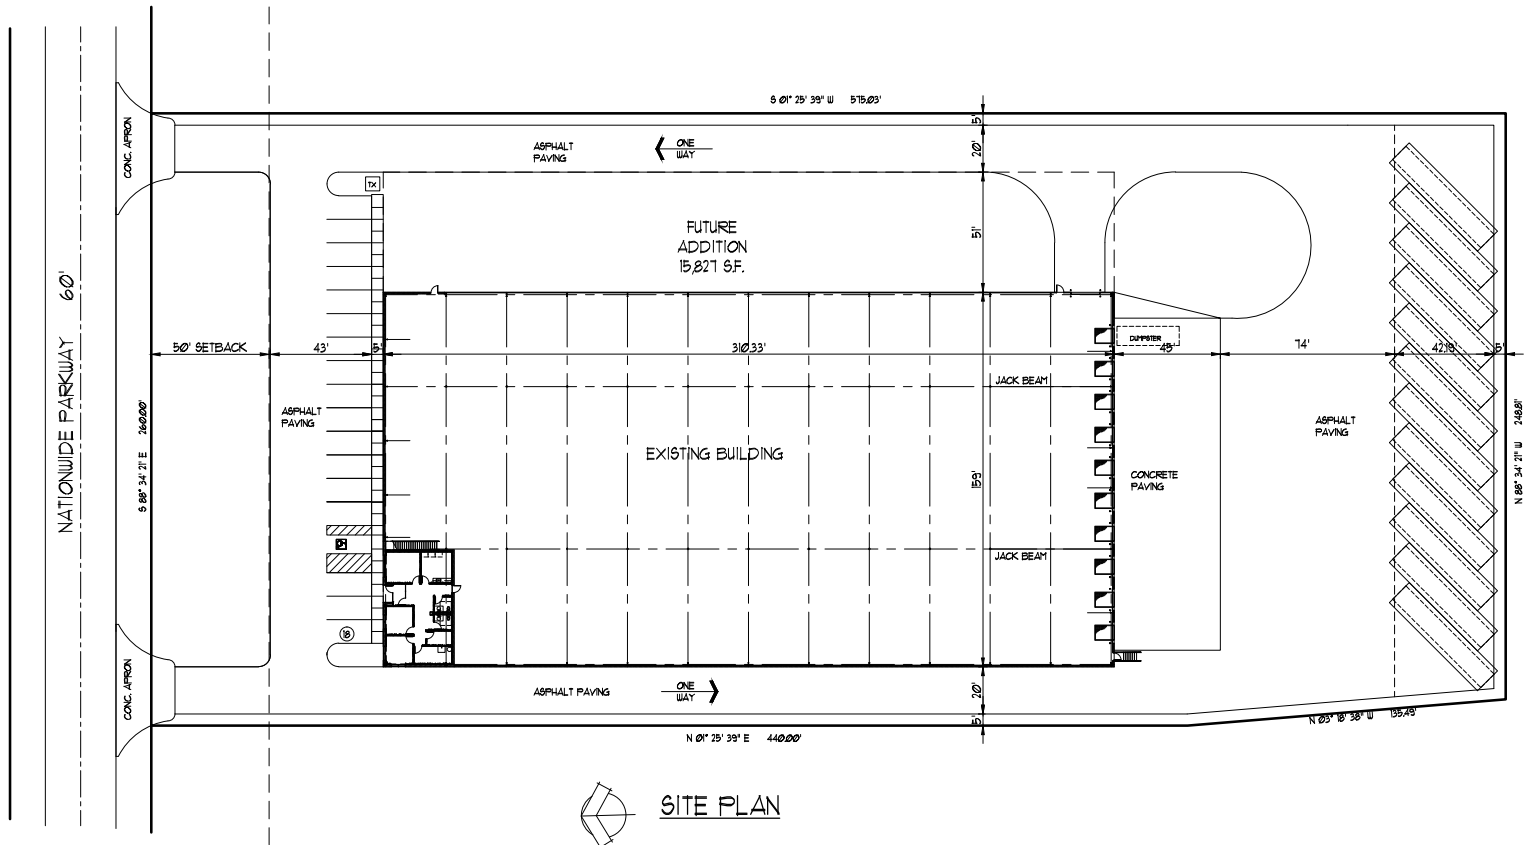 S 01° 25' 39" W 575.03'
5'
CONC. APRON
ASPHALT
PAVING
ONE
WAY
20'
TX
FUTURE
ADDITION
15,827 S.F.
51'
NATIONWIDE PARKWAY 60'
DUMPSTER
50' SETBACK
43'
5'
310.33'
45'
74'
42.19'
5'
JACK BEAM
ASPHALT
PAVING
S 88° 34' 21" E 260.00'
EXISTING BUILDING
159'
ASPHALT
PAVING
N 88° 34' 21" W 248.81'
CONCRETE
PAVING
JACK BEAM
18
CONC. APRON
ASPHALT PAVING
ONE
WAY
20'
5'
N 03° 18' 38" W 135.49'
N 01° 25' 39" E 440.00'
SITE PLAN